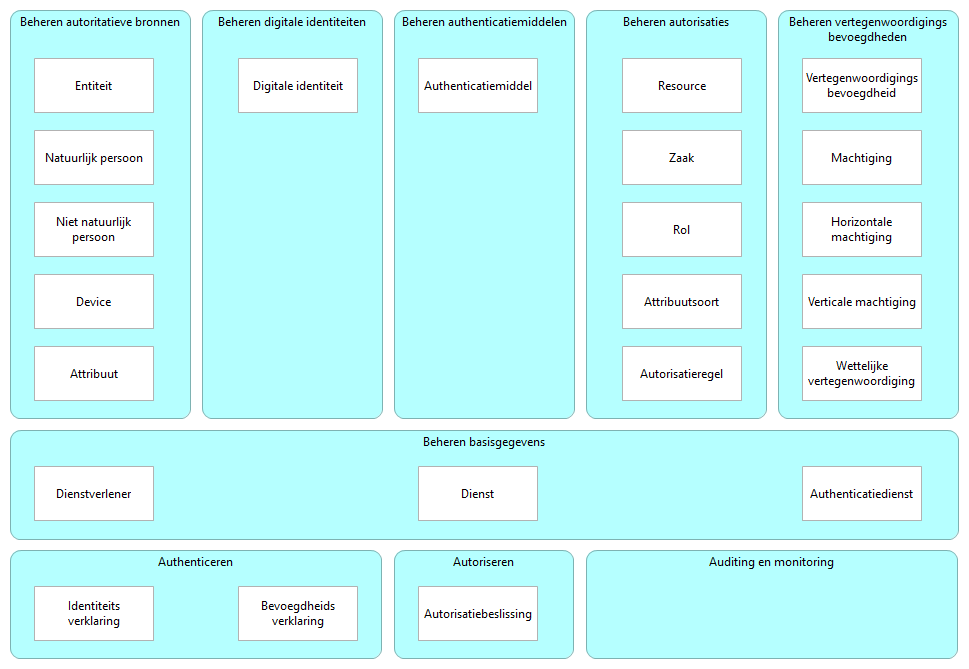 Beheren autoritatieve bronnen
Entiteit
Natuurlijk persoon
Niet natuurlijk
persoon
Device
Attribuut
Beheren digitale identiteiten
Digitale identiteit
Beheren authenticatiemiddelen
Authenticatiemiddel
Beheren autorisaties
Resource
Zaak
Rol
Attribuutsoort
Autorisatieregel
Beheren vertegenwoordigings
bevoegdheden
Vertegenwoordigings
bevoegdheid
Machtiging
Horizontale
machtiging
Verticale machtiging
Wettelijke
vertegenwoordiging
Beheren basisgegevens
Dienstverlener
Dienst
Authenticatiedienst
Authenticeren
Identiteits
verklaring
Bevoegdheids
verklaring
Autoriseren
Autorisatiebeslissing
Auditing en monitoring